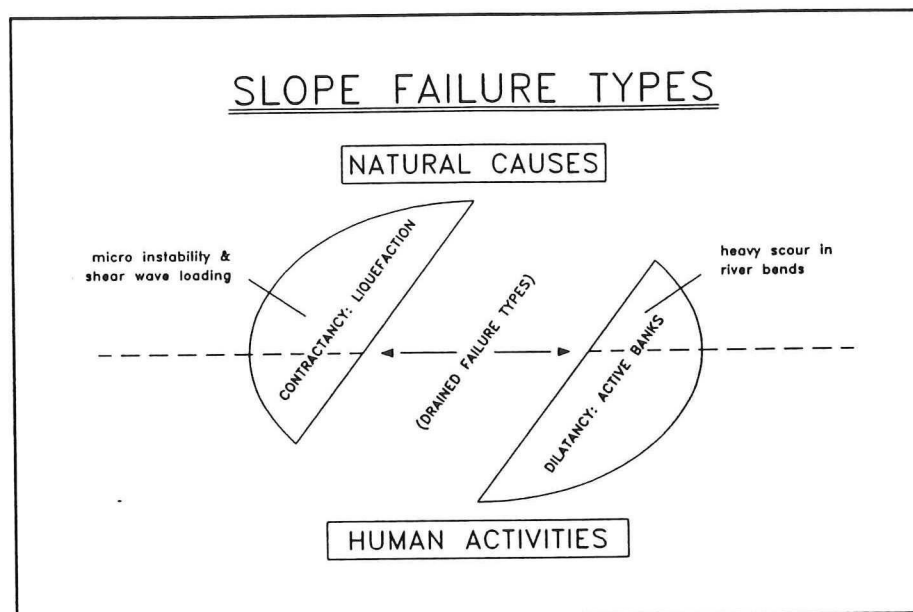 SLOPE FAILURE TYPES
NATURAL CAUSES
micro instability &
shear wave loading
CONTRACTANCY: LIQUEFACTION
(DRAINED FAILURE TYPES)
heavy scour in
river bends
DILATANCY: ACTIVE BANKS
HUMAN ACTIVITIES